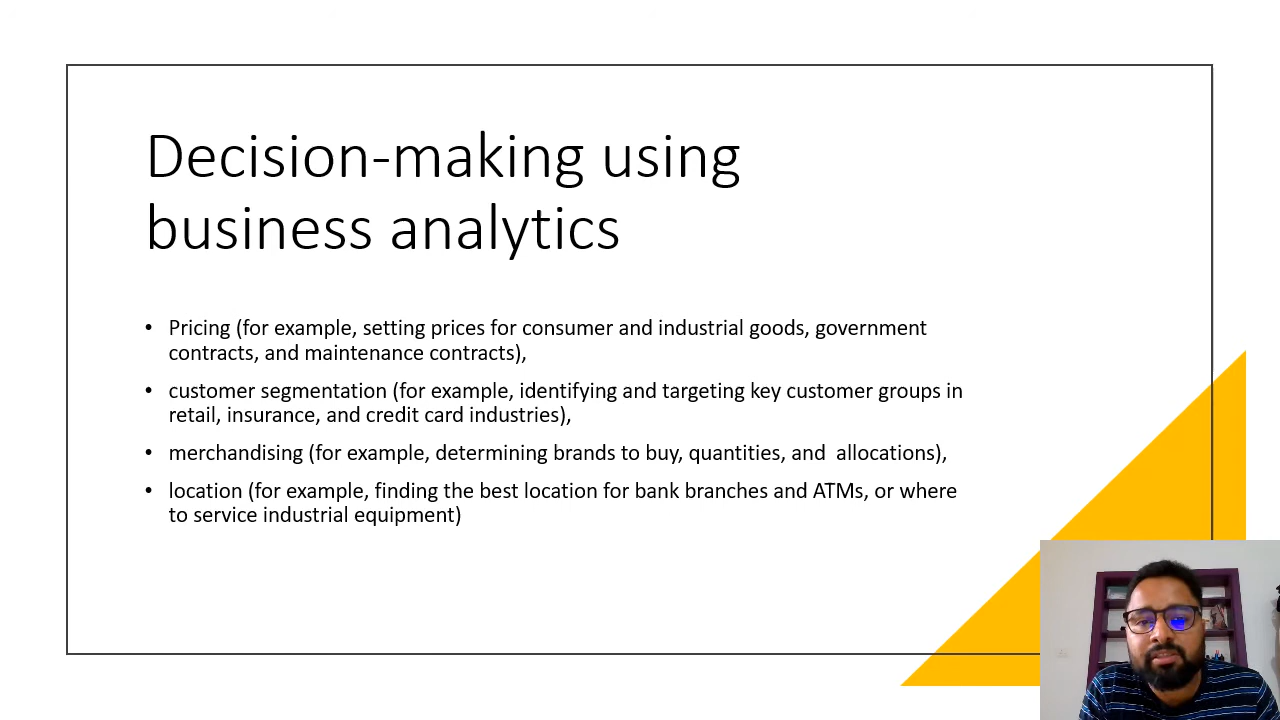 Decision-making using
business analytics
• Pricing (for example, setting prices for consumer and industrial goods, government
contracts, and maintenance contracts),
• customer segmentation (for example, identifying and targeting key customer groups in
retail, insurance, and credit card industries),
• merchandising (for example, determining brands to buy, quantities, and  allocations),
• location (for example, finding the best location for bank branches and ATMs, or where
to service industrial equipment)